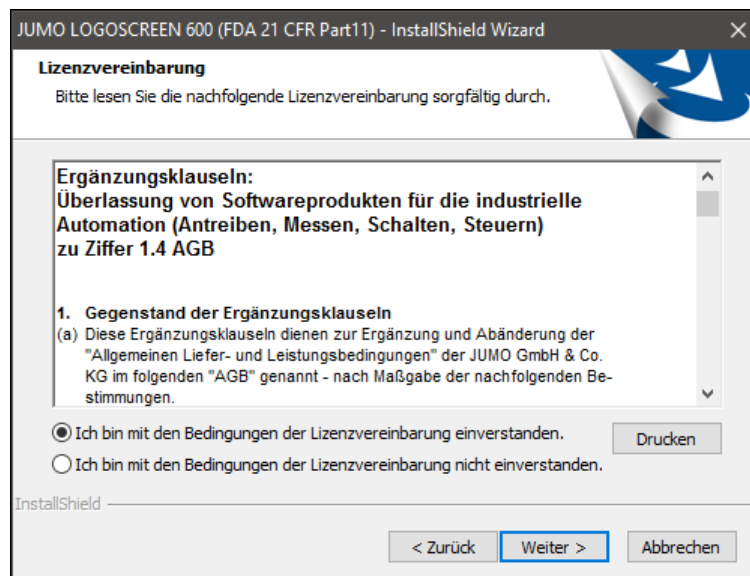 JUMO LOGOSCREEN 600 (FDA 21 CFR Part11) - InstallShield Wizard
Lizenzvereinbarung
Bitte lesen Sie die nachfolgende Lizenzvereinbarung sorgfältig durch.
Ergänzungsklauseln:
Überlassung von Softwareprodukten für die industrielle
Automation (Antreiben, Messen, Schalten, Steuern)
zu Ziffer 1.4 AGB
1. Gegenstand der Ergänzungsklauseln
(a) Diese Ergänzungsklauseln dienen zur Ergänzung und Abänderung der
"Allgemeinen Liefer- und Leistungsbedingungen" der JUMO GmbH & Co.
KG im folgenden "AGB" genannt - nach Maßgabe der nachfolgenden Be-
stimmungen.
Ich bin mit den Bedingungen der Lizenzvereinbarung einverstanden.
Drucken
Ich bin mit den Bedingungen der Lizenzvereinbarung nicht einverstanden.
InstallShield
< Zurück Weiter > Abbrechen